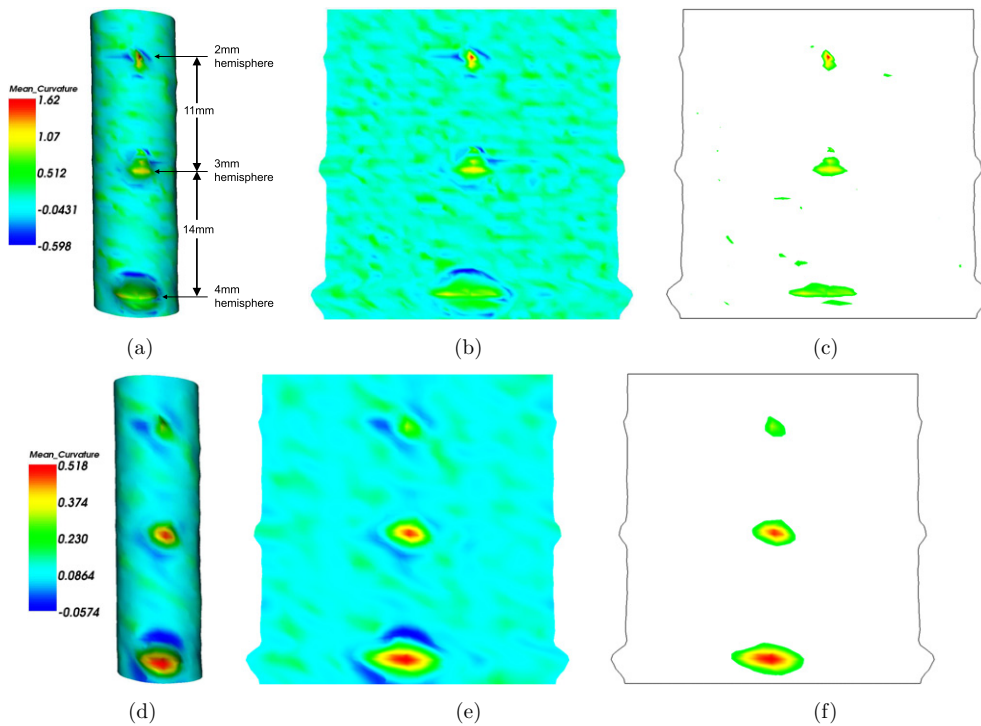 2mm
hemisphere
Mean_Curvature
1.62
1.07
0.512
-0.0431
-0.598
11mm
3mm
hemisphere
14mm
4mm
hemisphere
(a)
(b)
(c)
Mean_Curvature
0.518
0.374
0.230
0.0864
-0.0574
(d)
(e)
(f)